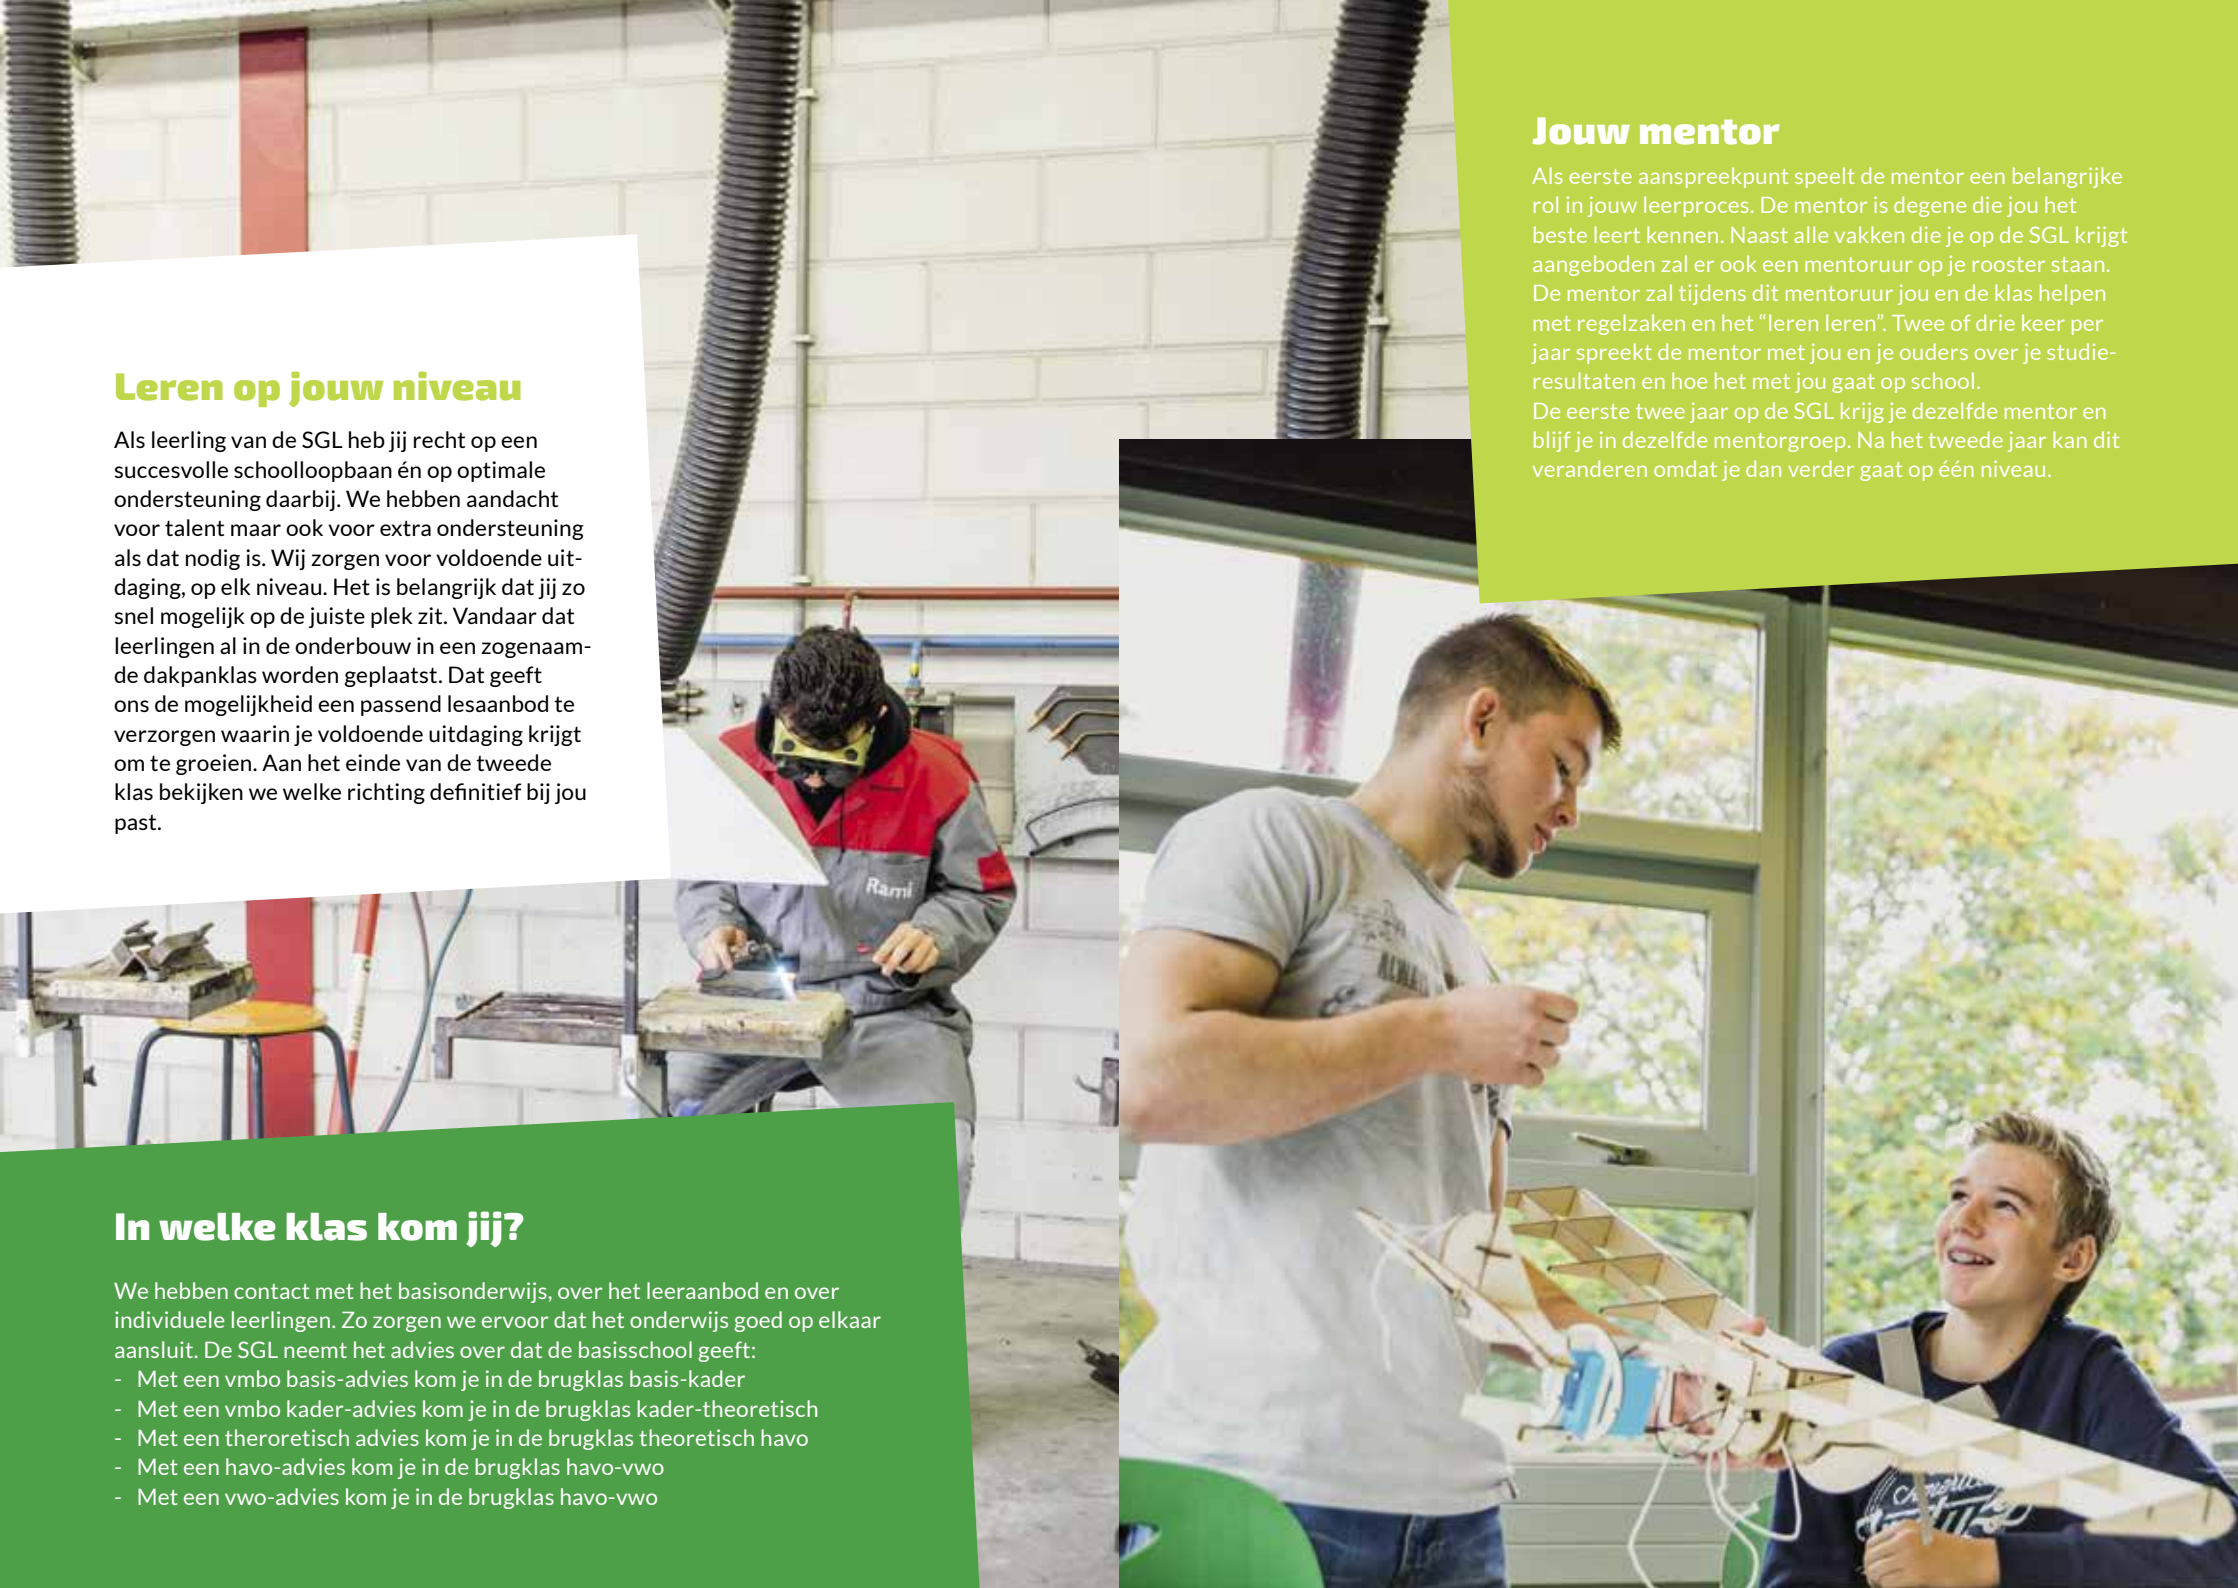 Leren op jouw niveau
Als leerling van de SGL heb jij recht op een
succesvolle schoolloopbaan én op optimale
ondersteuning daarbij. We hebben aandacht
voor talent maar ook voor extra ondersteuning
als dat nodig is. Wij zorgen voor voldoende uit-
daging, op elk niveau. Het is belangrijk dat jij zo
snel mogelijk op de juiste plek zit. Vandaar dat
leerlingen al in de onderbouw in een zogenaam-
de dakpanklas worden geplaatst. Dat geeft
ons de mogelijkheid een passend lesaanbod te
verzorgen waarin je voldoende uitdaging krijgt
om te groeien. Aan het einde van de tweede
klas bekijken we welke richting definitief bij jou
past.
Rami
In welke klas kom jij?
We hebben contact met het basisonderwijs, over het leeraanbod en over
individuele leerlingen. Zo zorgen we ervoor dat het onderwijs goed op elkaar
aansluit. De SGL neemt het advies over dat de basisschool geeft:
- Met een vmbo basis-advies kom je in de brugklas basis-kader
- Met een vmbo kader-advies kom je in de brugklas kader-theoretisch
- Met een theroretisch advies kom je in de brugklas theoretisch havo
- Met een havo-advies kom je in de brugklas havo-vwo
- Met een vwo-advies kom je in de brugklas havo-vwo
Jouw mentor
Als eerste aanspreekpunt speelt de mentor een belangrijke
rol in jouw leerproces. De mentor is degene die jou het
beste leert kennen. Naast alle vakken die je op de SGL krijgt
aangeboden zal er ook een mentoruur op je rooster staan.
De mentor zal tijdens dit mentoruur jou en de klas helpen
met regelzaken en het “leren leren”. Twee of drie keer per
jaar spreekt de mentor met jou en je ouders over je studie-
resultaten en hoe het met jou gaat op school.
De eerste twee jaar op de SGL krijg je dezelfde mentor en
blijf je in dezelfde mentorgroep. Na het tweede jaar kan dit
veranderen omdat je dan verder gaat op één niveau.